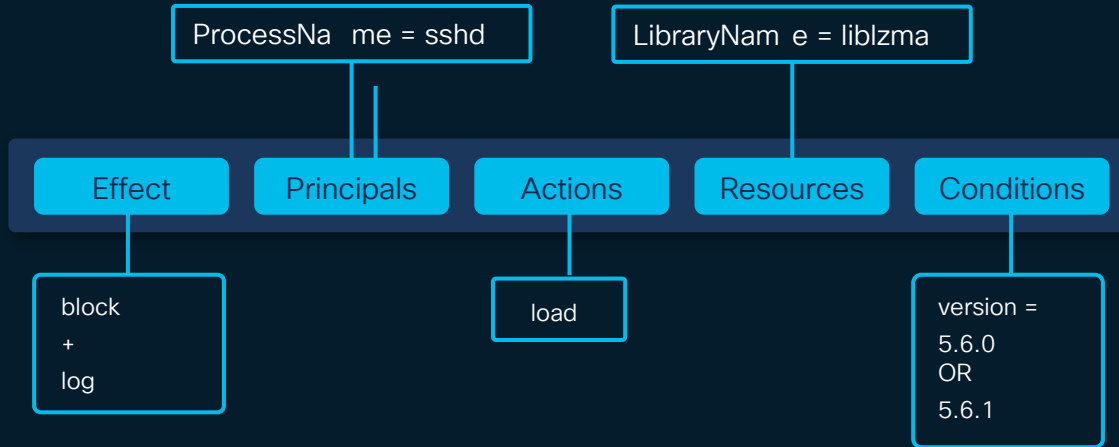 ProcessNa me = sshd
LibraryNam e = liblzma
Effect
Principals
Actions
Resources
Conditions
block
+
log
load
version =
5.6.0
OR
5.6.1